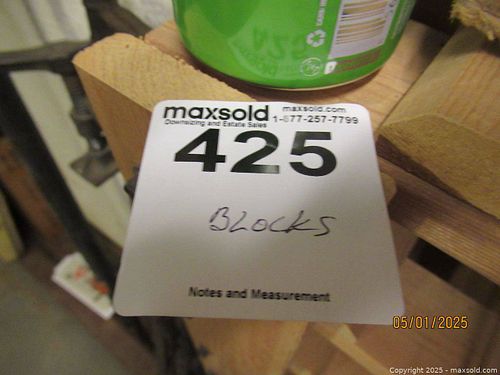 maxsold
maxsold.com
Downsizing and Estate Sales
1-877-257-7799
425
BLOCKS
Notes and Measurement
05/01/2025
Copyright 2025 - maxsold.com